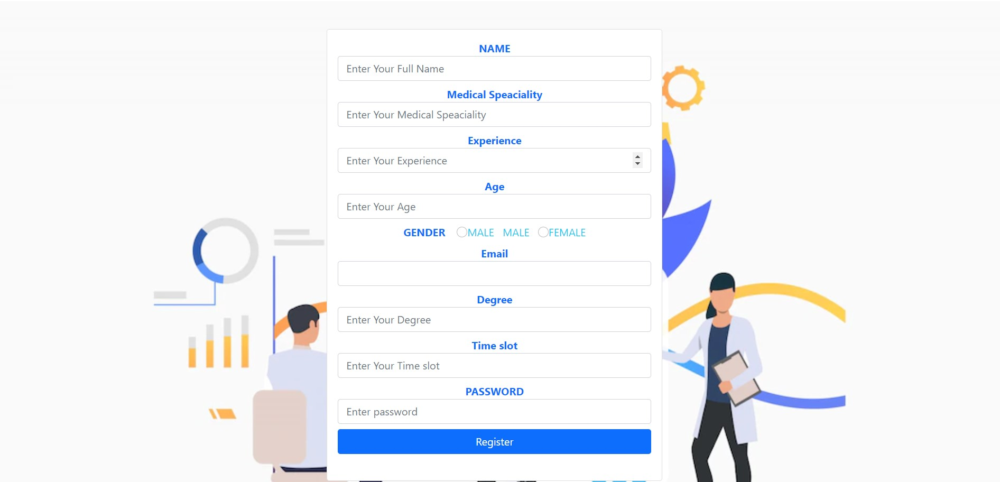 NAME
Enter Your Full Name
Medical Speaciality
Enter Your Medical Speaciality
Experience
Enter Your Experience
Age
Enter Your Age
GENDER MALE MALE FEMALE
Email
Degree
Enter Your Degree
Time slot
Enter Your Time slot
PASSWORD
Enter password
Register